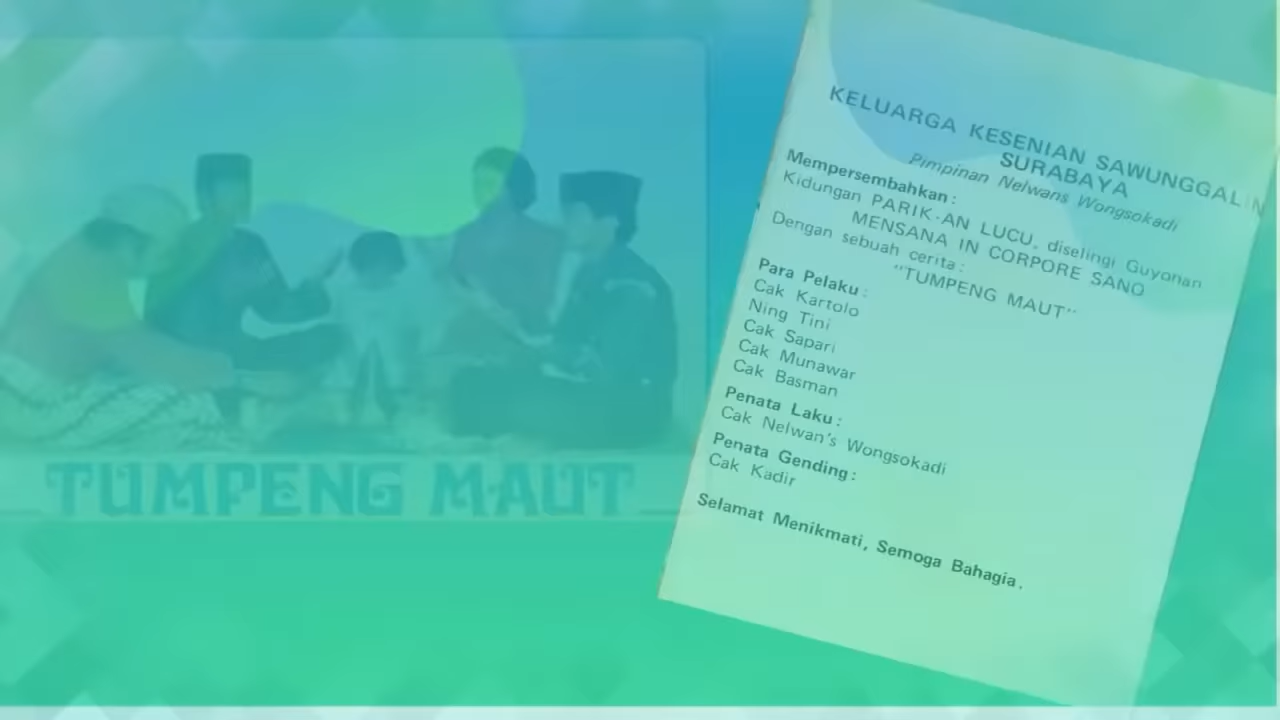 TUMPENG MAUT
KELUARGA KESENIAN SAWUNGGALIN
SURABAYA
Pimpinan Nelwans Wongsokadi
Mempersembahkan:
Kidungan PARIK-AN LUCU, diselingi Guyonan
MENSANA IN CORPORE SANO
Dengan sebuah cerita:
"TUMPENG MAUT"
Para Pelaku:
Cak Kartolo
Ning Tini
Cak Sapari
Cak Munawar
Cak Basman
Penata Laku:
Cak Nelwan's Wongsokadi
Penata Gending:
Cak Kadir
Selamat Menikmati, Semoga Bahagia.